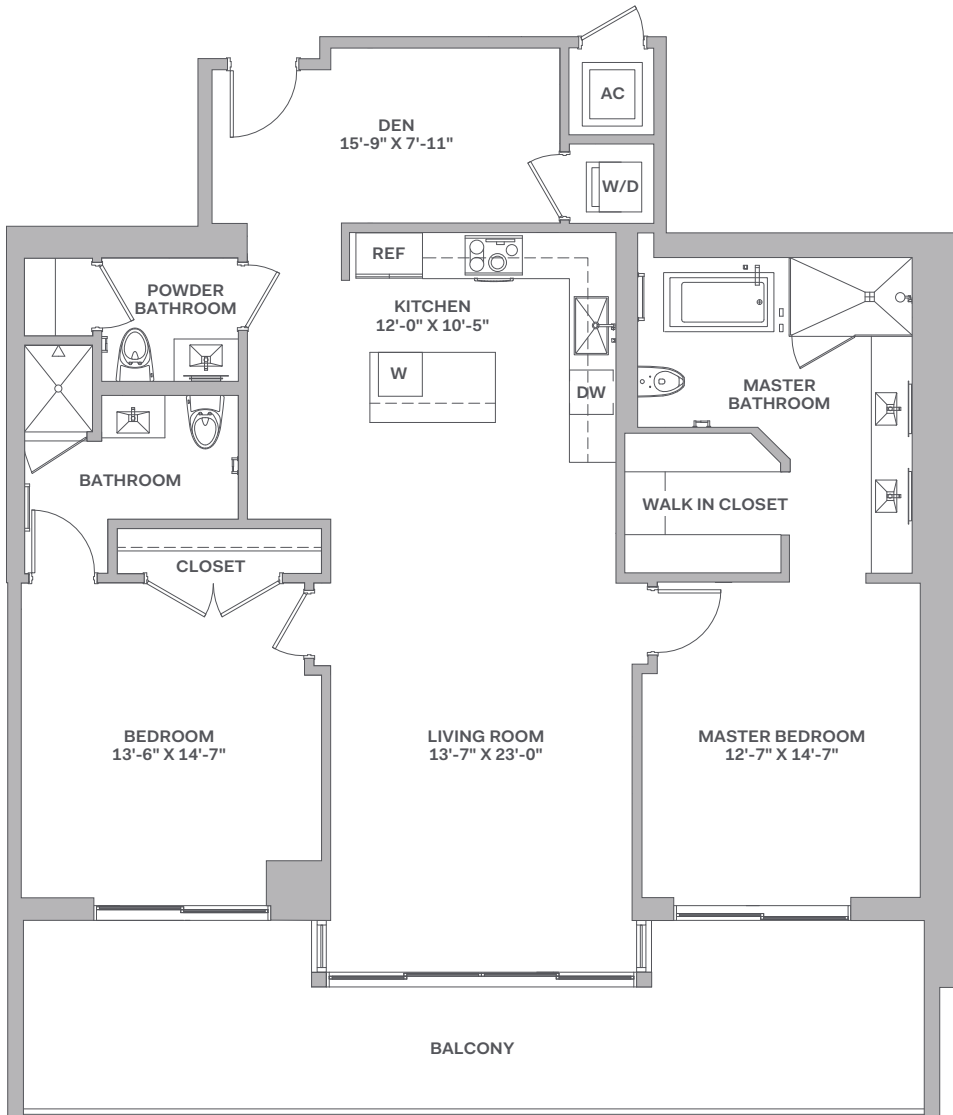 AC
DEN
15'-9" X 7'-11"
W/D
REF
POWDER
BATHROOM
KITCHEN
12'-0" X 10'-5"
W
DW
MASTER
BATHROOM
BATHROOM
WALK IN CLOSET
CLOSET
BEDROOM
13'-6" X 14'-7"
LIVING ROOM
13'-7" X 23'-0"
MASTER BEDROOM
12'-7" X 14'-7"
BALCONY